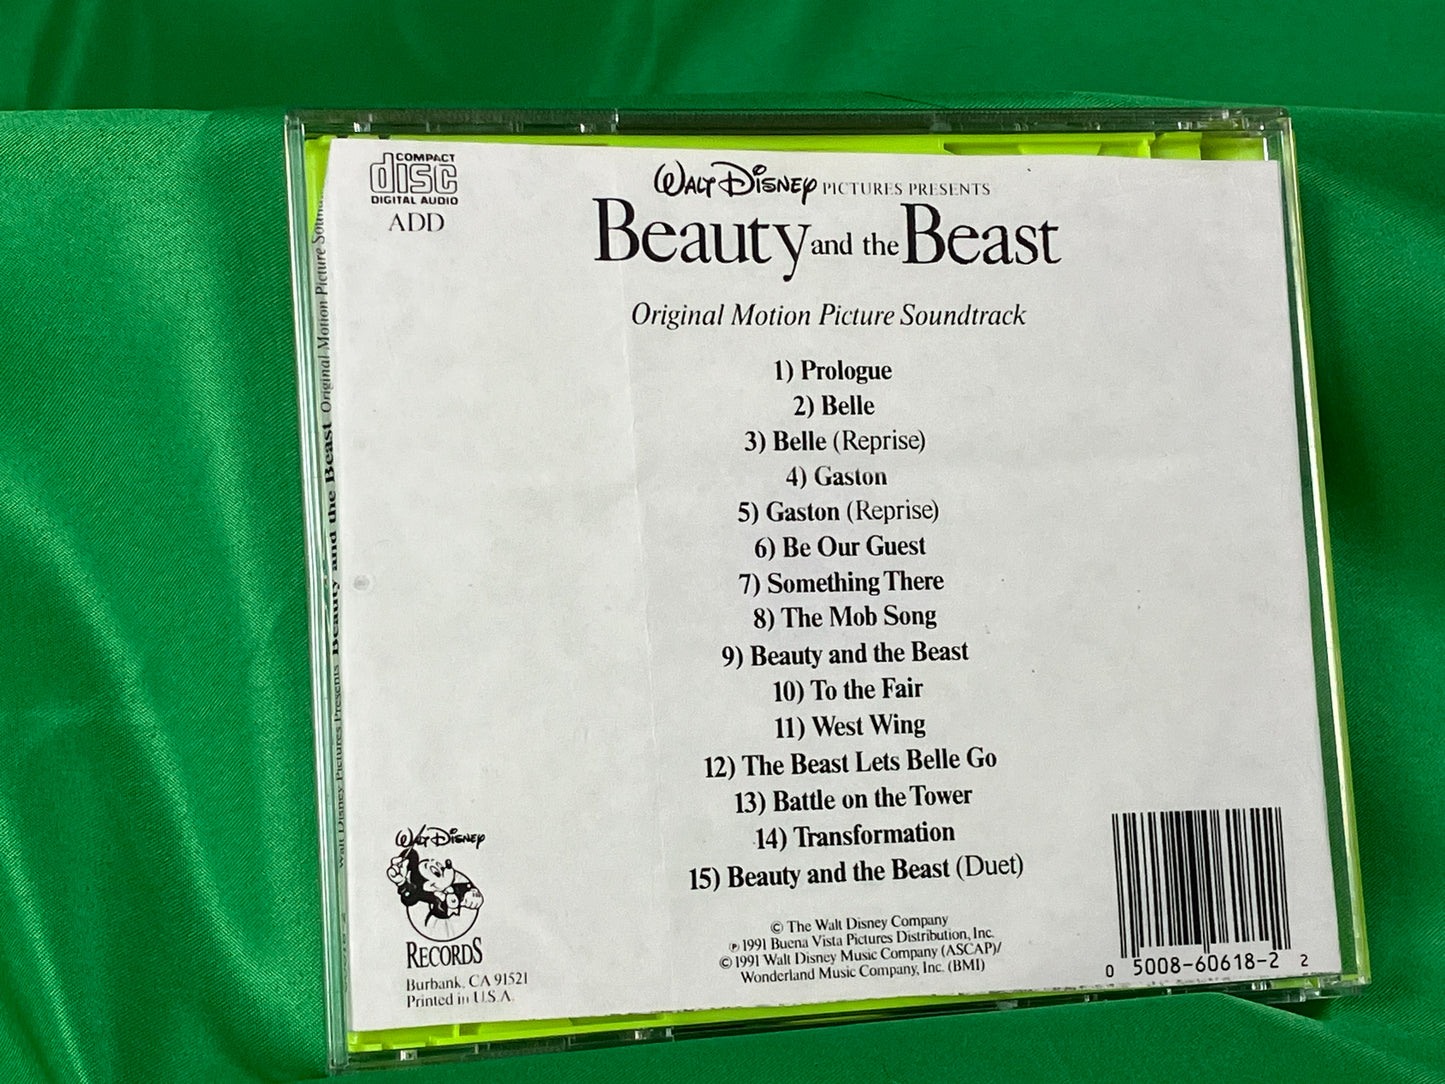 COMPACT
disc
DIGITAL AUDIO
ADD
WALT DISNEY PICTURES PRESENTS
Beauty and the Beast
Original Motion Picture Soundtrack
1) Prologue
2) Belle
3) Belle (Reprise)
4) Gaston
5) Gaston (Reprise)
6) Be Our Guest
7) Something There
8) The Mob Song
9) Beauty and the Beast
10) To the Fair
11) West Wing
12) The Beast Lets Belle Go
13) Battle on the Tower
14) Transformation
15) Beauty and the Beast (Duet)
© The Walt Disney Company
℗ 1991 Buena Vista Pictures Distribution, Inc.
© 1991 Walt Disney Music Company (ASCAP)/
Wonderland Music Company, Inc. (BMI)
WALT DISNEY
RECORDS
Burbank, CA 91521
Printed in U.S.A.
0 5008-60618-2 2
Walt Disney Pictures Presents Beauty and the Beast Original Motion Picture